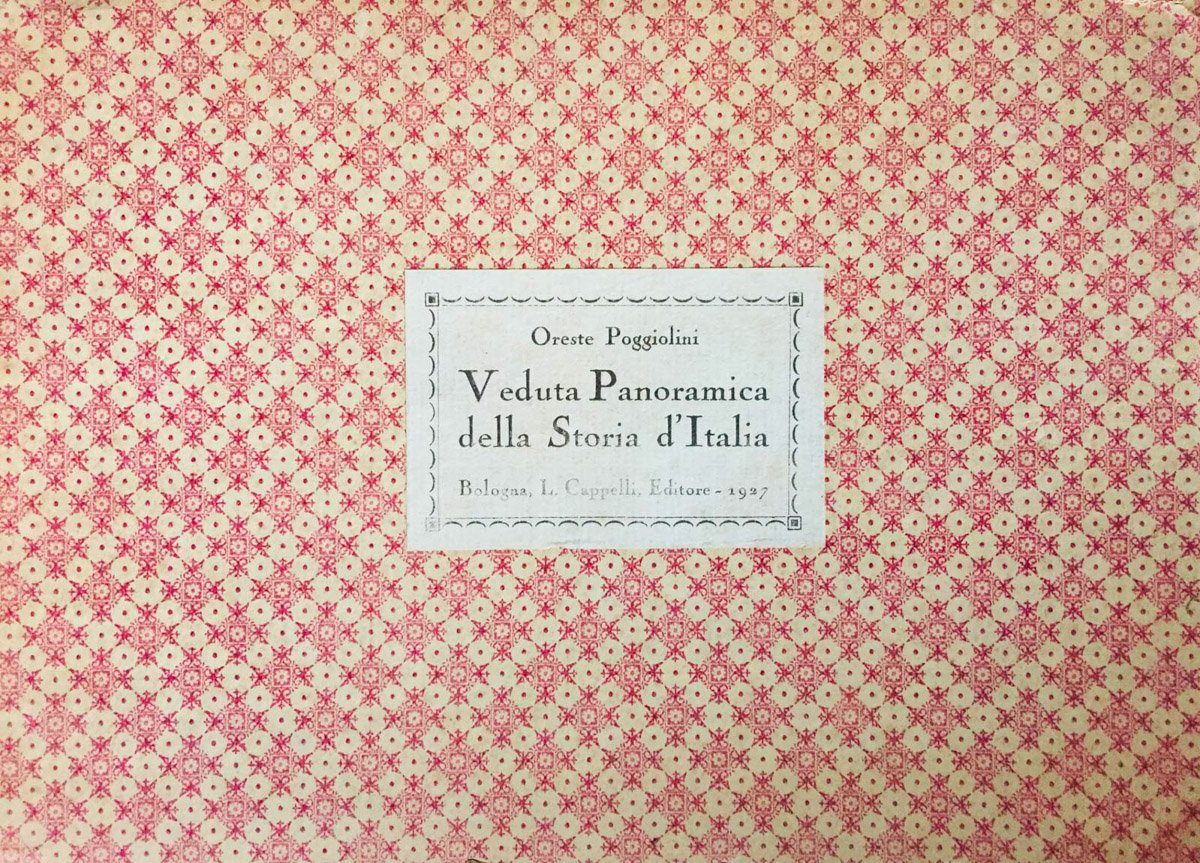 Oreste Poggiolini
Veduta Panoramica
della Storia d'Italia
Bologna, L. Cappelli, Editore - 1927